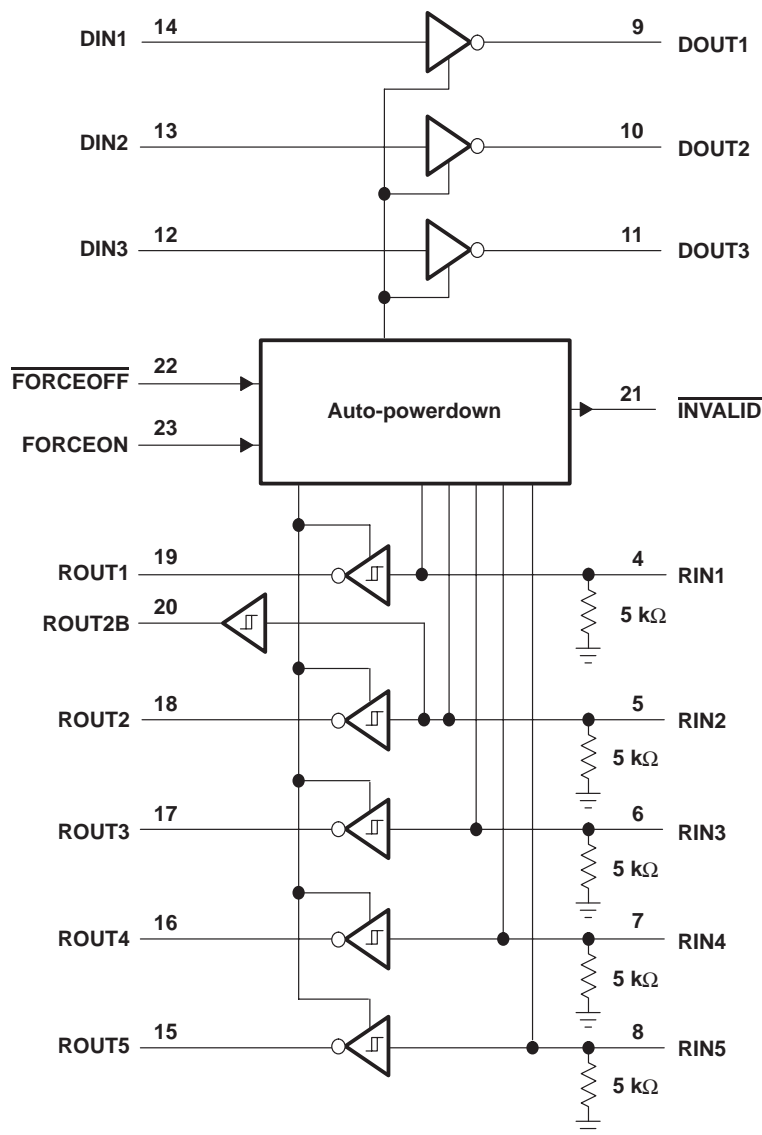 DIN1 14 9 DOUT1
DIN2 13 10 DOUT2
DIN3 12 11 DOUT3
FORCEOFF 22
Auto-powerdown
21 INVALID
FORCEON 23
ROUT1 19 4 RIN1
5 kΩ
ROUT2B 20
ROUT2 18 5 RIN2
5 kΩ
ROUT3 17 6 RIN3
5 kΩ
ROUT4 16 7 RIN4
5 kΩ
ROUT5 15 8 RIN5
5 kΩ